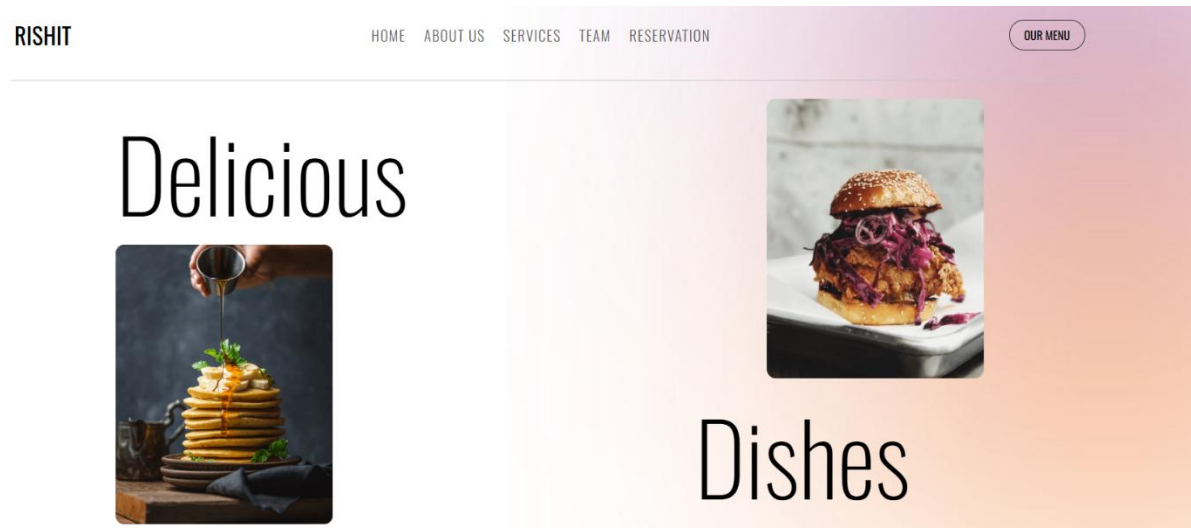 RISHIT
HOME ABOUT US SERVICES TEAM RESERVATION
OUR MENU
Delicious
Dishes